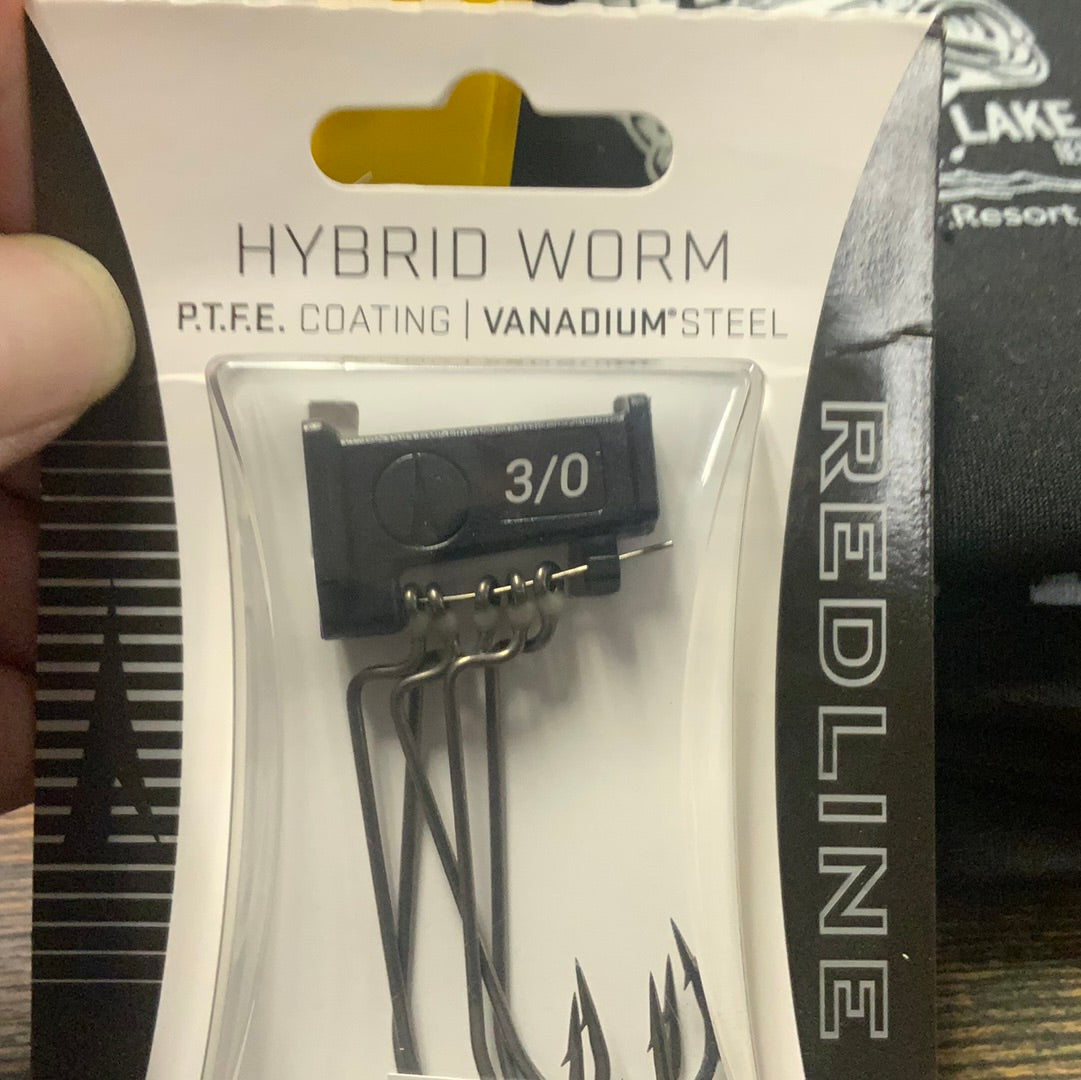 HYBRID WORM
P.T.F.E. COATING | VANADIUM® STEEL
3/0
REDLINE
LAKE
Resort